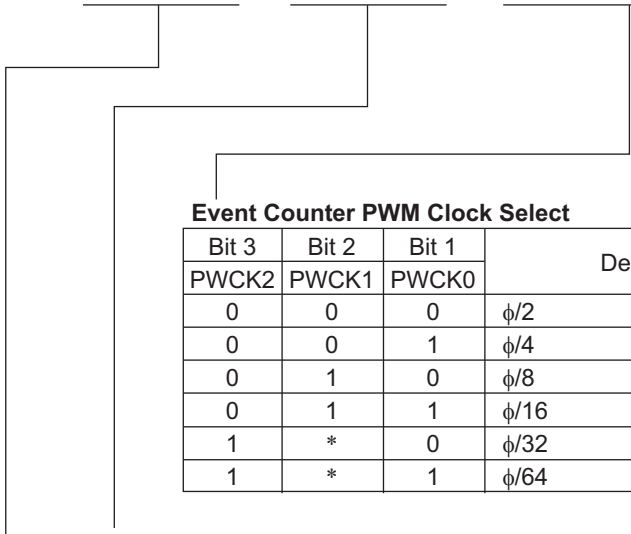 Event Counter PWM Clock Select
Bit 3 Bit 2 Bit 1 De
PWCK2 PWCK1 PWCK0
0 0 0 ϕ/2
0 0 1 ϕ/4
0 1 0 ϕ/8
0 1 1 ϕ/16
1 * 0 ϕ/32
1 * 1 ϕ/64